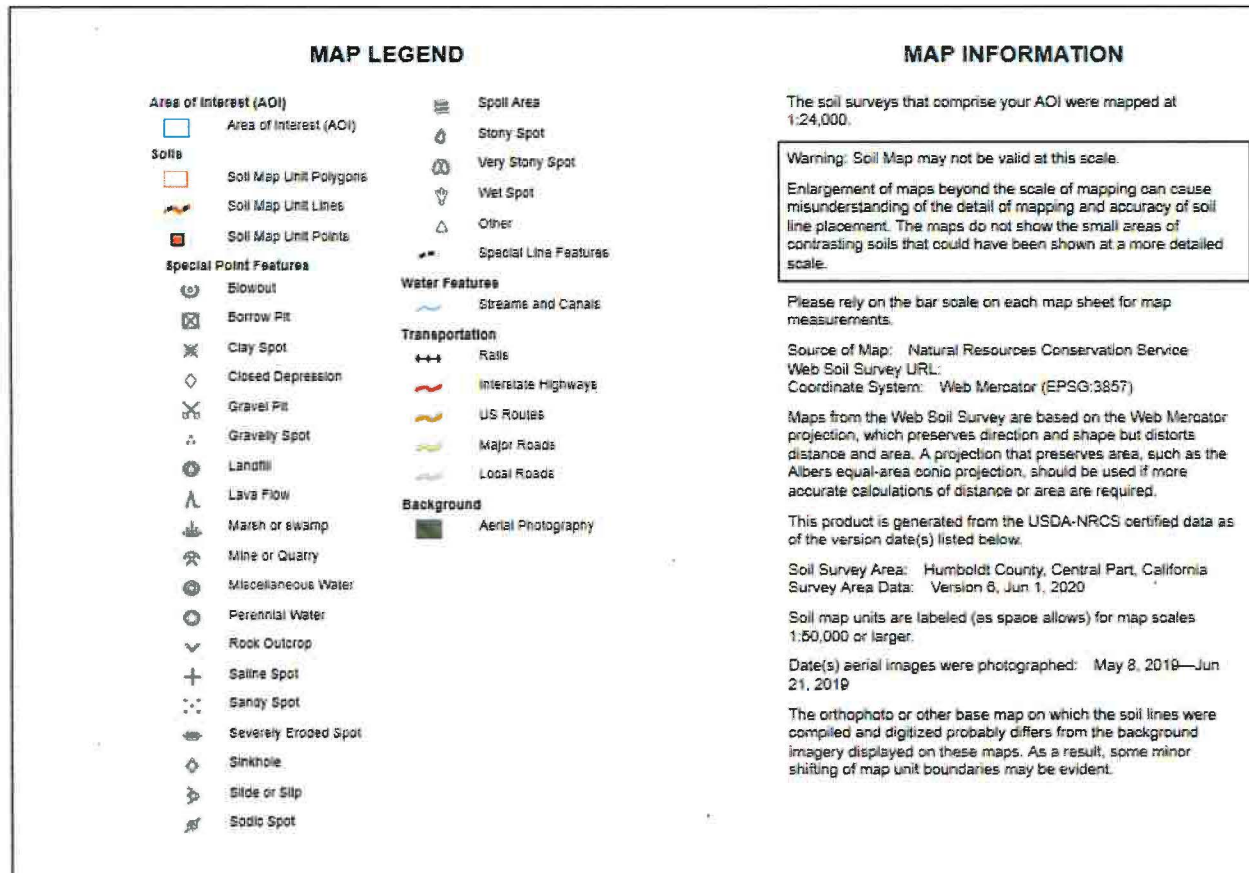 MAP LEGEND
Area of Interest (AOI)
Area of Interest (AOI)
Soils
Soil Map Unit Polygons
Soil Map Unit Lines
Soil Map Unit Points
Special Point Features
Blowout
Borrow Pit
Clay Spot
Closed Depression
Gravel Pit
Gravelly Spot
Landfill
Lava Flow
Marsh or swamp
Mine or Quarry
Miscellaneous Water
Perennial Water
Rock Outcrop
Saline Spot
Sandy Spot
Severely Eroded Spot
Sinkhole
Slide or Slip
Sodic Spot
Spoil Area
Stony Spot
Very Stony Spot
Wet Spot
Other
Special Line Features
Water Features
Streams and Canals
Transportation
Rails
Interstate Highways
US Routes
Major Roads
Local Roads
Background
Aerial Photography
MAP INFORMATION
The soil surveys that comprise your AOI were mapped at
1:24,000.
Warning: Soil Map may not be valid at this scale.
Enlargement of maps beyond the scale of mapping can cause
misunderstanding of the detail of mapping and accuracy of soil
line placement. The maps do not show the small areas of
contrasting soils that could have been shown at a more detailed
scale.
Please rely on the bar scale on each map sheet for map
measurements.
Source of Map: Natural Resources Conservation Service
Web Soil Survey URL:
Coordinate System: Web Mercator (EPSG:3857)
Maps from the Web Soil Survey are based on the Web Mercator
projection, which preserves direction and shape but distorts
distance and area. A projection that preserves area, such as the
Albers equal-area conic projection, should be used if more
accurate calculations of distance or area are required.
This product is generated from the USDA-NRCS certified data as
of the version date(s) listed below.
Soil Survey Area: Humboldt County, Central Part, California
Survey Area Data: Version 6, Jun 1, 2020
Soil map units are labeled (as space allows) for map scales
1:50,000 or larger.
Date(s) aerial images were photographed: May 8, 2019—Jun
21, 2019
The orthophoto or other base map on which the soil lines were
compiled and digitized probably differs from the background
imagery displayed on these maps. As a result, some minor
shifting of map unit boundaries may be evident.